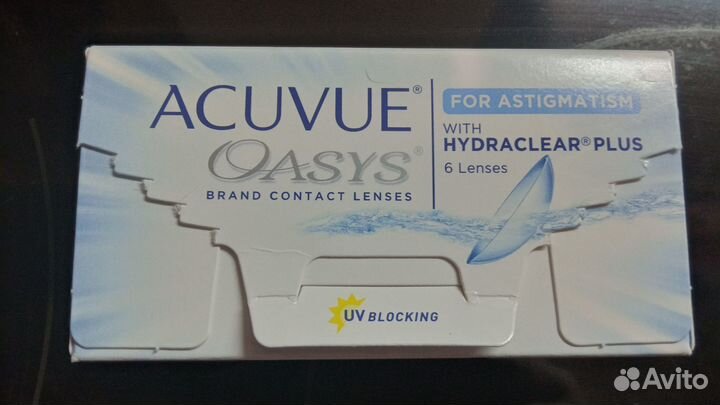 ACUVUE®
OASYS®
BRAND CONTACT LENSES
FOR ASTIGMATISM
WITH
HYDRACLEAR® PLUS
6 Lenses
UV BLOCKING
Avito